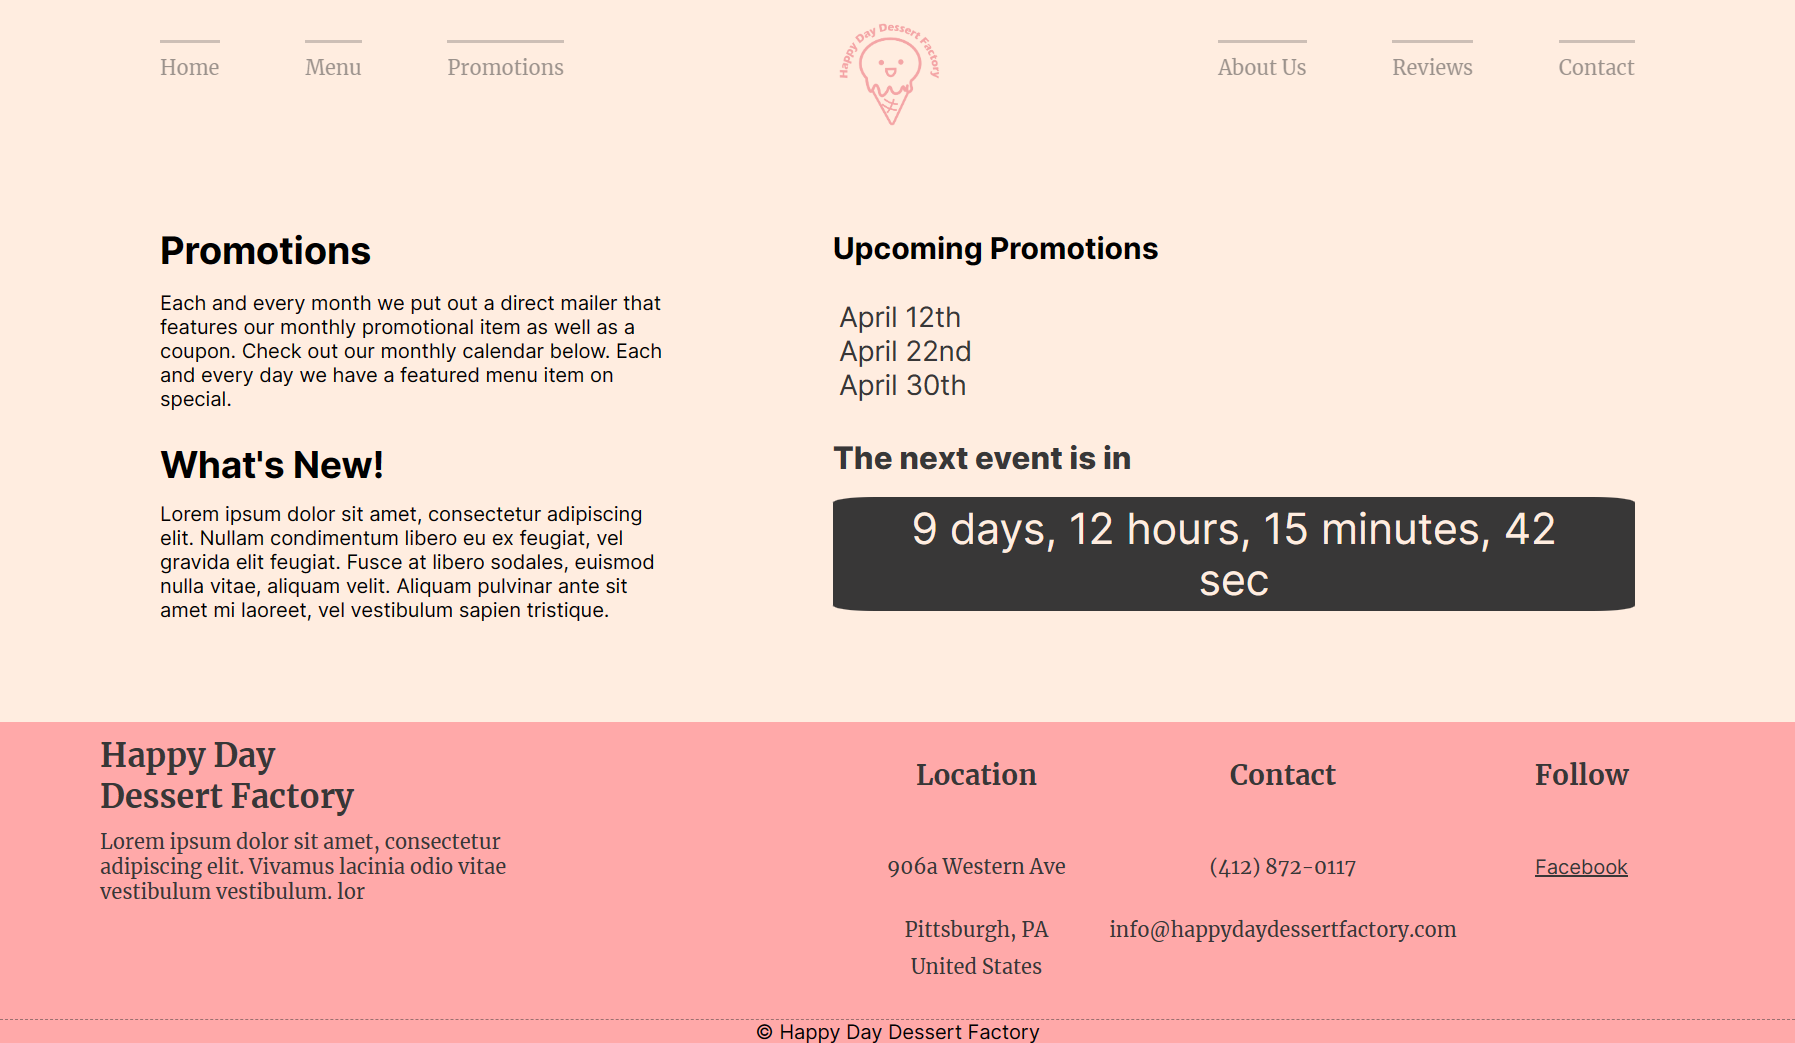 Home
Menu
Promotions
Happy Day Dessert Factory
About Us
Reviews
Contact
Promotions
Each and every month we put out a direct mailer that
features our monthly promotional item as well as a
coupon. Check out our monthly calendar below. Each
and every day we have a featured menu item on
special.
What's New!
Lorem ipsum dolor sit amet, consectetur adipiscing
elit. Nullam condimentum libero eu ex feugiat, vel
gravida elit feugiat. Fusce at libero sodales, euismod
nulla vitae, aliquam velit. Aliquam pulvinar ante sit
amet mi laoreet, vel vestibulum sapien tristique.
Upcoming Promotions
April 12th
April 22nd
April 30th
The next event is in
9 days, 12 hours, 15 minutes, 42
sec
Happy Day
Dessert Factory
Lorem ipsum dolor sit amet, consectetur
adipiscing elit. Vivamus lacinia odio vitae
vestibulum vestibulum. lor
Location
906a Western Ave
Pittsburgh, PA
United States
Contact
(412) 872-0117
info@happydaydessertfactory.com
Follow
Facebook
© Happy Day Dessert Factory